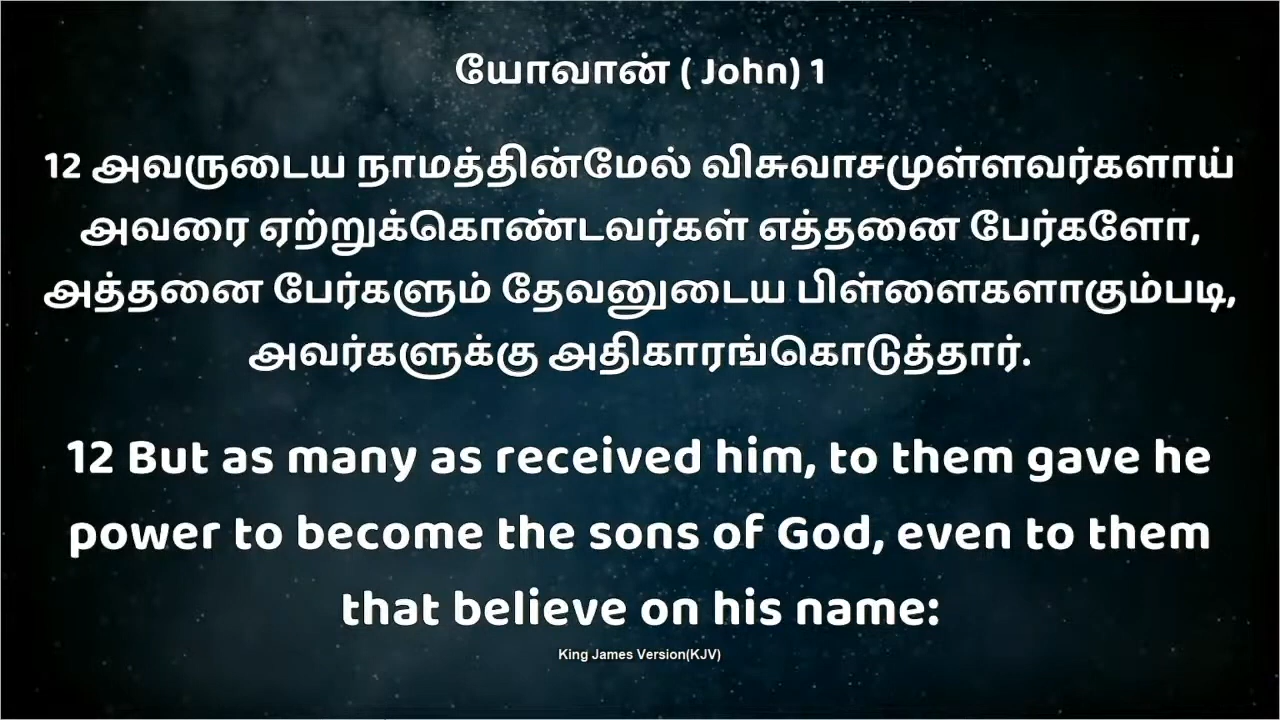 யோவான் ( John) 1
12 அவருடைய நாமத்தின்மேல் விசுவாசமுள்ளவர்களாய்
அவரை ஏற்றுக்கொண்டவர்கள் எத்தனை பேர்களோ,
அத்தனை பேர்களும் தேவனுடைய பிள்ளைகளாகும்படி,
அவர்களுக்கு அதிகாரங்கொடுத்தார்.
12 But as many as received him, to them gave he
power to become the sons of God, even to them
that believe on his name:
King James Version(KJV)